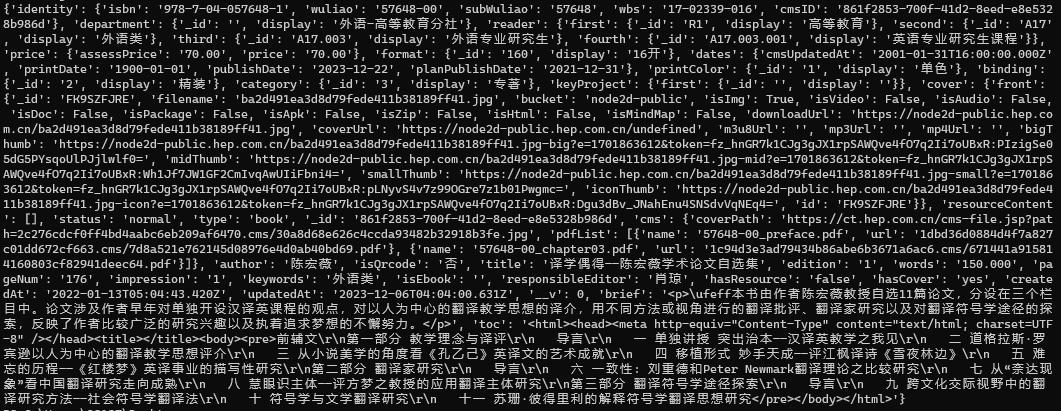 {'identity': {'isbn': '978-7-04-057648-1', 'wuliao': '57648-00', 'subWuliao': '57648', 'wbs': '17-02339-016', 'cmsID': '861f2853-700f-41d2-8eed-e8e532
8b986d'}, 'department': {'_id': '', 'display': '外语-高等教育分社'}, 'reader': {'first': {'_id': 'R1', 'display': '高等教育'}, 'second': {'_id': 'A17'
, 'display': '外语类'}, 'third': {'_id': 'A17.003', 'display': '外语专业研究生'}, 'fourth': {'_id': 'A17.003.001', 'display': '英语专业研究生课程'}},
'price': {'assessPrice': '70.00', 'price': '70.00'}, 'format': {'_id': '160', 'display': '16开'}, 'dates': {'cmsUpdatedAt': '2001-01-31T16:00:00.000Z'
, 'printDate': '1900-01-01', 'publishDate': '2023-12-22', 'planPublishDate': '2021-12-31'}, 'printColor': {'_id': '1', 'display': '单色'}, 'binding':
{'_id': '2', 'display': '精装'}, 'category': {'_id': '3', 'display': '专著'}, 'keyProject': {'first': {'_id': '', 'display': ''}}, 'cover': {'front':
{'_id': 'FK9SZFJRE', 'filename': 'ba2d491ea3d8d79fede411b38189ff41.jpg', 'bucket': 'node2d-public', 'isImg': True, 'isVideo': False, 'isAudio': False,
'isDoc': False, 'isPackage': False, 'isApk': False, 'isZip': False, 'isHtml': False, 'isMindMap': False, 'downloadUrl': 'https://node2d-public.hep.co
m.cn/ba2d491ea3d8d79fede411b38189ff41.jpg', 'coverUrl': 'https://node2d-public.hep.com.cn/undefined', 'm3u8Url': '', 'mp3Url': '', 'mp4Url': '', 'bigT
humb': 'https://node2d-public.hep.com.cn/ba2d491ea3d8d79fede411b38189ff41.jpg-big?e=1701863612&token=fz_hnGR7k1CJg3gJX1rpSAWQve4fO7q2Ii7oUBxR:PIzigSe0
5dG5PYsqoUlPJjlwlf0=', 'midThumb': 'https://node2d-public.hep.com.cn/ba2d491ea3d8d79fede411b38189ff41.jpg-mid?e=1701863612&token=fz_hnGR7k1CJg3gJX1rpS
AWQve4fO7q2Ii7oUBxR:Wh1Jf7JW1GF2CmIvqAwUIiFbni4=', 'smallThumb': 'https://node2d-public.hep.com.cn/ba2d491ea3d8d79fede411b38189ff41.jpg-small?e=170186
3612&token=fz_hnGR7k1CJg3gJX1rpSAWQve4fO7q2Ii7oUBxR:pLNyvS4v7z99OGre7z1b01Pwgmc=', 'iconThumb': 'https://node2d-public.hep.com.cn/ba2d491ea3d8d79fede4
11b38189ff41.jpg-icon?e=1701863612&token=fz_hnGR7k1CJg3gJX1rpSAWQve4fO7q2Ii7oUBxR:Dgu3dBv_JNahEnu4SNSdvVqNEq4=', 'id': 'FK9SZFJRE'}}, 'resourceContent
': [], 'status': 'normal', 'type': 'book', '_id': '861f2853-700f-41d2-8eed-e8e5328b986d', 'cms': {'coverPath': 'https://ct.hep.com.cn/cms-file.jsp?pat
h=2c276cdcf0ff4bd4aabc6eb209af6470.cms/30a8d68e626c4ccda93482b32918b3fe.jpg', 'pdfList': [{'name': '57648-00_preface.pdf', 'url': '1dbd36d0884d4f7a827
c01dd672cf663.cms/7d8a521e762145d08976e4d0ab40bd69.pdf'}, {'name': '57648-00_chapter03.pdf', 'url': '1c94d3e3ad79434b86abe6b3671a6ac6.cms/671441a91581
4160803cf82941deec64.pdf'}]}, 'author': '陈宏薇', 'isQrcode': '否', 'title': '译学偶得--陈宏薇学术论文自选集', 'edition': '1', 'words': '150.000', 'pa
geNum': '176', 'impression': '1', 'keywords': '外语类', 'isEbook': '', 'responsibleEditor': '肖琼', 'hasResource': 'false', 'hasCover': 'yes', 'create
dAt': '2022-01-13T05:04:43.420Z', 'updatedAt': '2023-12-06T04:04:00.631Z', '__v': 0, 'brief': '<p>\ufeff本书由作者陈宏薇教授自选11篇论文，分设在三个栏
目中。论文涉及作者早年对单独开设汉译英课程的观点，对以人为中心的翻译教学思想的译介，用不同方法或视角进行的翻译批评、翻译家研究以及对翻译符号学途径的探
索，反映了作者比较广泛的研究兴趣以及执着追求梦想的不懈努力。</p>', 'toc': '<html><head><meta http-equiv="Content-Type" content="text/html; charset=UTF
-8" /></head><title></title><body><pre>前辅文\r\n第一部分 教学理念与译评\r\n　导言\r\n　一 单独讲授 突出治本--汉译英教学之我见\r\n　二 道格拉斯·罗
宾逊以人为中心的翻译教学思想评介\r\n　三 从小说美学的角度看《孔乙己》英译文的艺术成就\r\n　四 移植形式 妙手天成--评江枫译诗《雪夜林边》\r\n　五 难
忘的历程--《红楼梦》英译事业的描写性研究\r\n第二部分 翻译家研究\r\n　导言\r\n　六 一致性：刘重德和Peter Newmark翻译理论之比较研究\r\n　七 从“奈达现
象”看中国翻译研究走向成熟\r\n　八 慧眼识主体--评方梦之教授的应用翻译主体研究\r\n第三部分 翻译符号学途径探索\r\n　导言\r\n　九 跨文化交际视野中的翻
译研究方法--社会符号学翻译法\r\n　十 符号学与文学翻译研究\r\n　十一 苏珊·彼得里利的解释符号学翻译思想研究</pre></body></html>'}